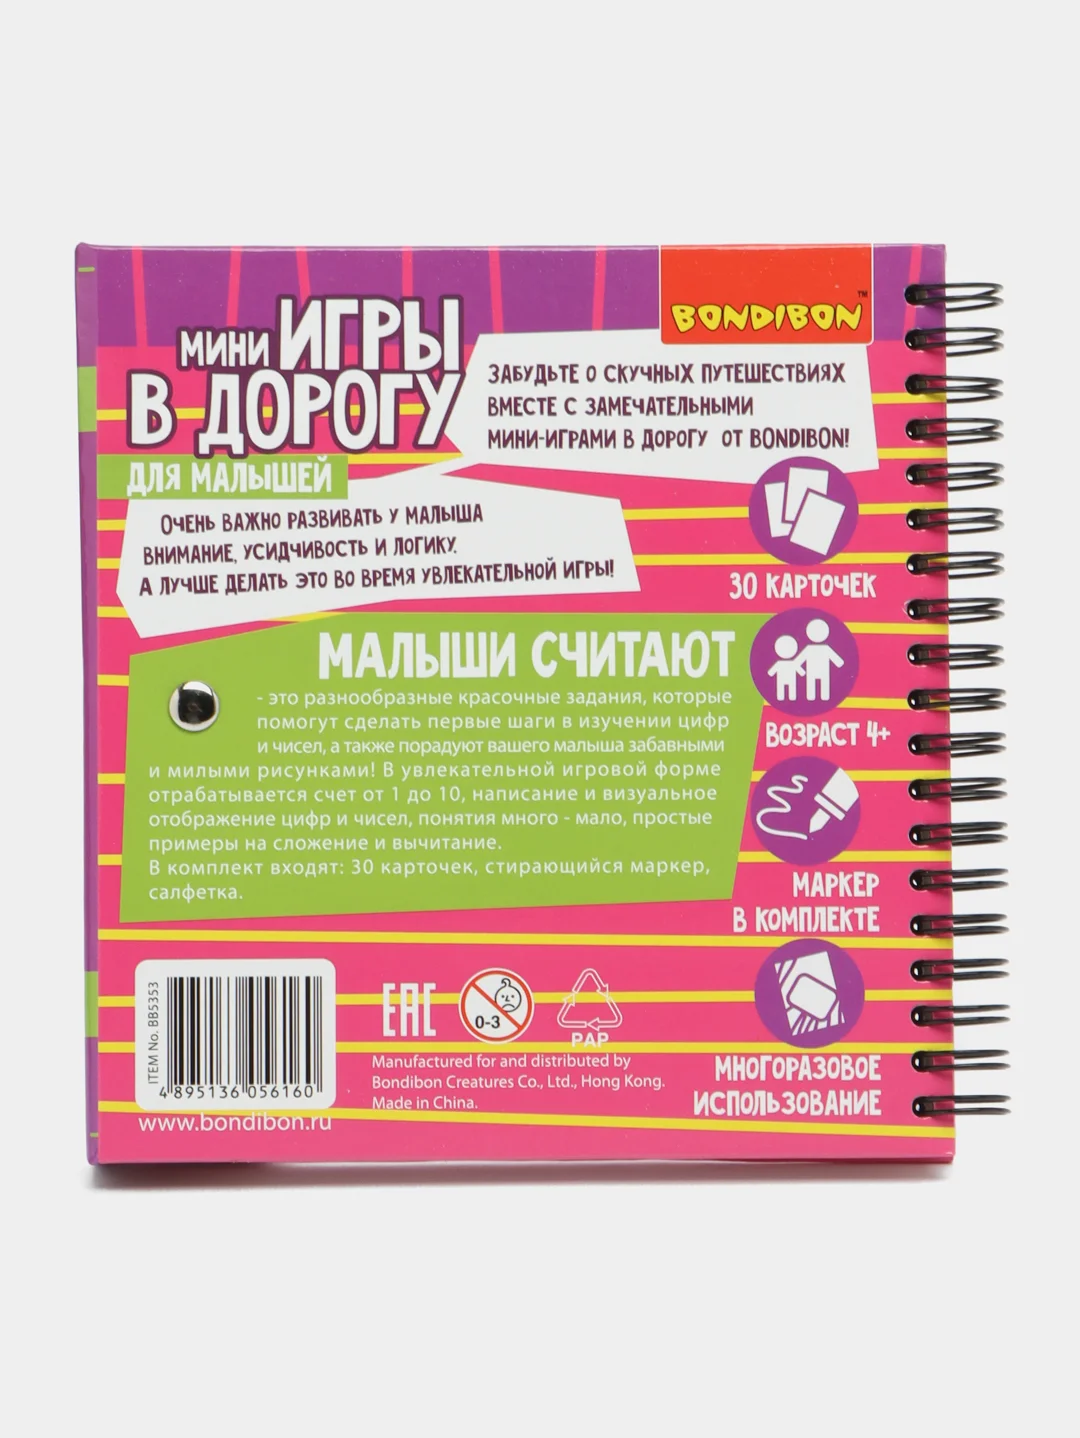 BONDIBON™
МИНИ ИГРЫ
В ДОРОГУ
ДЛЯ МАЛЫШЕЙ
ЗАБУДЬТЕ О СКУЧНЫХ ПУТЕШЕСТВИЯХ
ВМЕСТЕ С ЗАМЕЧАТЕЛЬНЫМИ
МИНИ-ИГРАМИ В ДОРОГУ ОТ BONDIBON!
ОЧЕНЬ ВАЖНО РАЗВИВАТЬ У МАЛЫША
ВНИМАНИЕ, УСИДЧИВОСТЬ И ЛОГИКУ.
А ЛУЧШЕ ДЕЛАТЬ ЭТО ВО ВРЕМЯ УВЛЕКАТЕЛЬНОЙ ИГРЫ!
30 КАРТОЧЕК
МАЛЫШИ СЧИТАЮТ
- это разнообразные красочные задания, которые
помогут сделать первые шаги в изучении цифр
и чисел, а также порадуют вашего малыша забавными
и милыми рисунками! В увлекательной игровой форме
отрабатывается счет от 1 до 10, написание и визуальное
отображение цифр и чисел, понятия много - мало, простые
примеры на сложение и вычитание.
В комплект входят: 30 карточек, стирающийся маркер,
салфетка.
ВОЗРАСТ 4+
МАРКЕР
В КОМПЛЕКТЕ
МНОГОРАЗОВОЕ
ИСПОЛЬЗОВАНИЕ
ITEM No. BB5353
4 895136 056160
www.bondibon.ru
EAC
0-3
PAP
Manufactured for and distributed by
Bondibon Creatures Co., Ltd., Hong Kong.
Made in China.